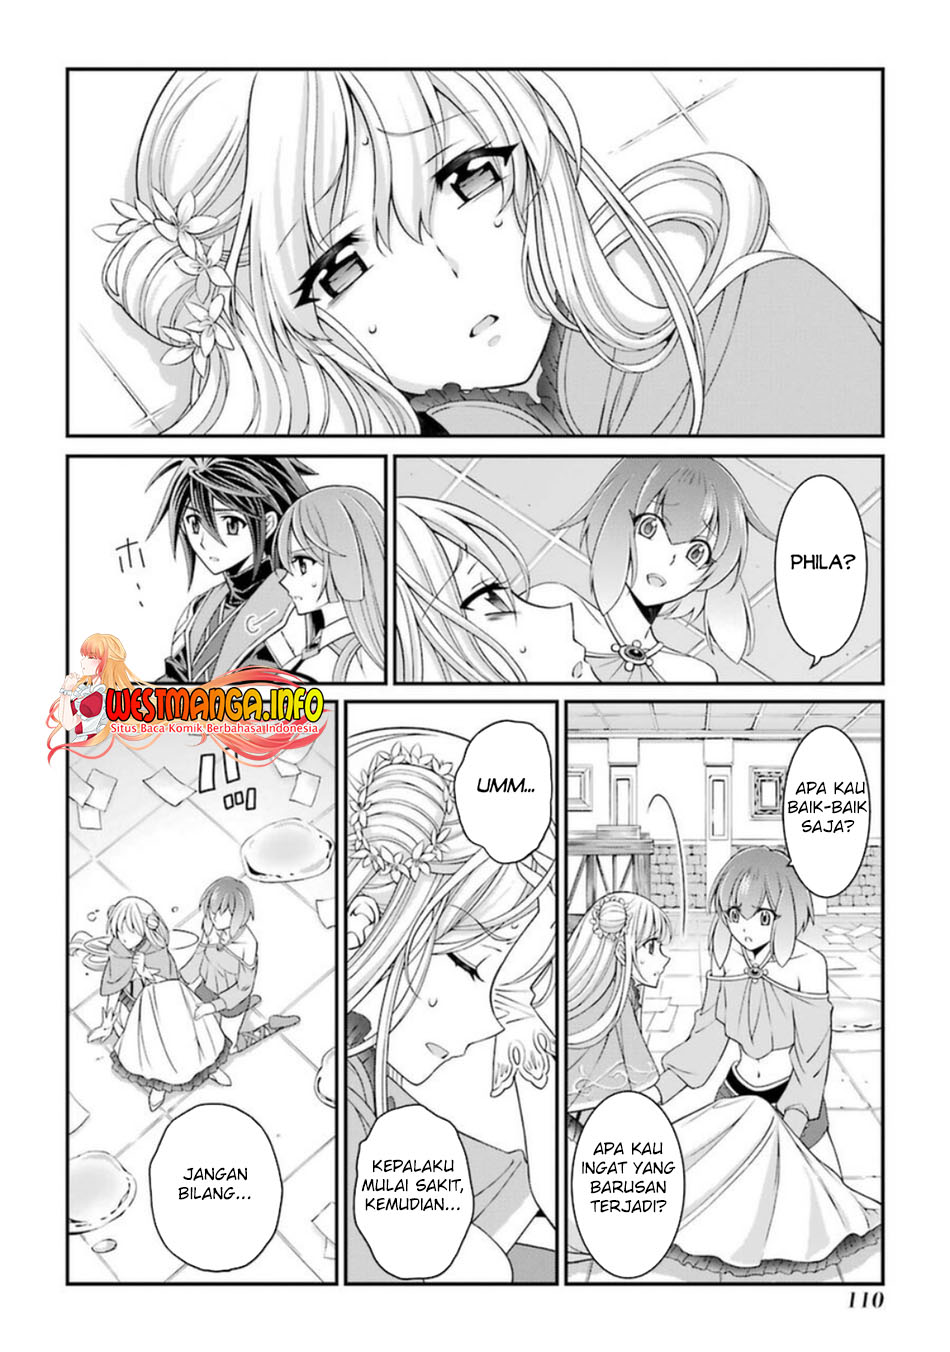 PHILA?
ホッ
WESTMANGA.INFO
Situs Baca Komik Berbahasa Indonesia
APA KAU
BAIK-BAIK
SAJA?
APA KAU
INGAT YANG
BARUSAN
TERJADI?
UMM...
KEPALAKU
MULAI SAKIT,
KEMUDIAN...
JANGAN
BILANG...
110